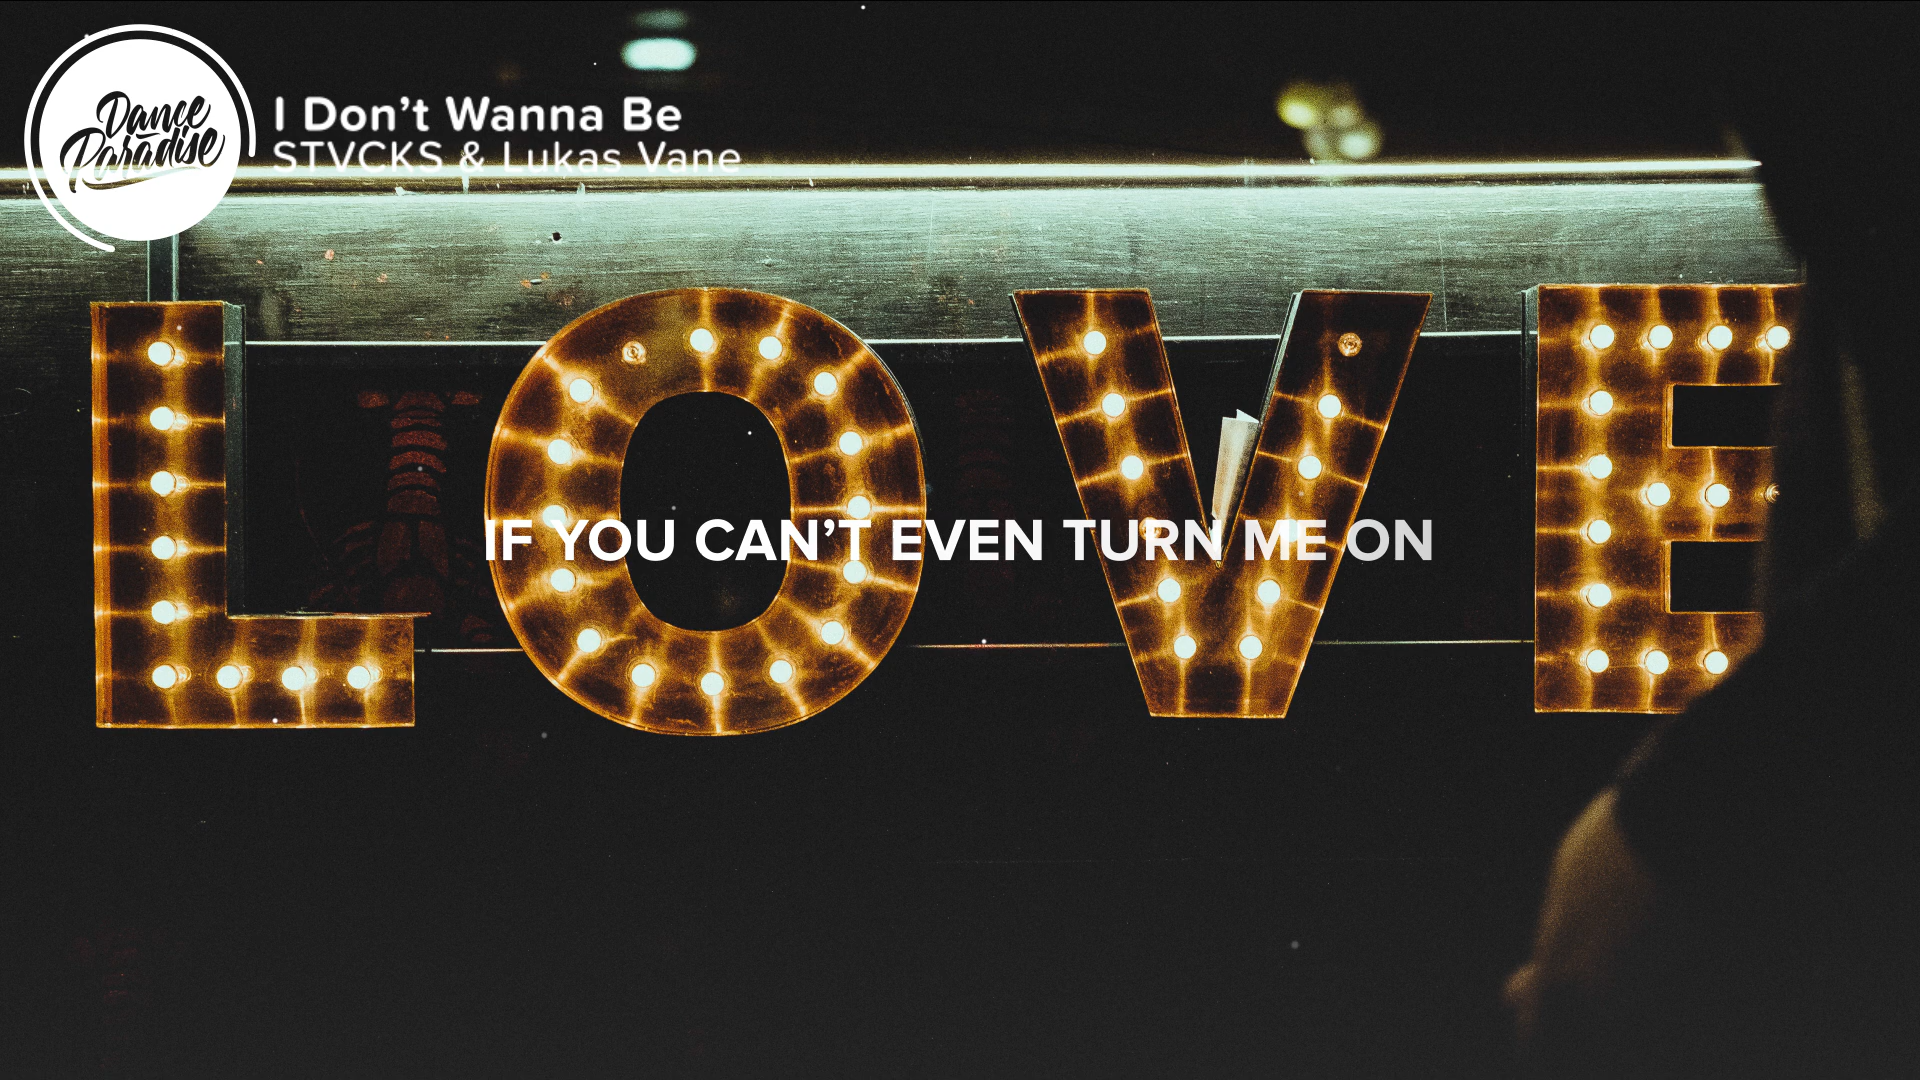 Dance
Paradise
I Don’t Wanna Be
STVCKS & Lukas Vane
LOVE
IF YOU CAN’T EVEN TURN ME ON